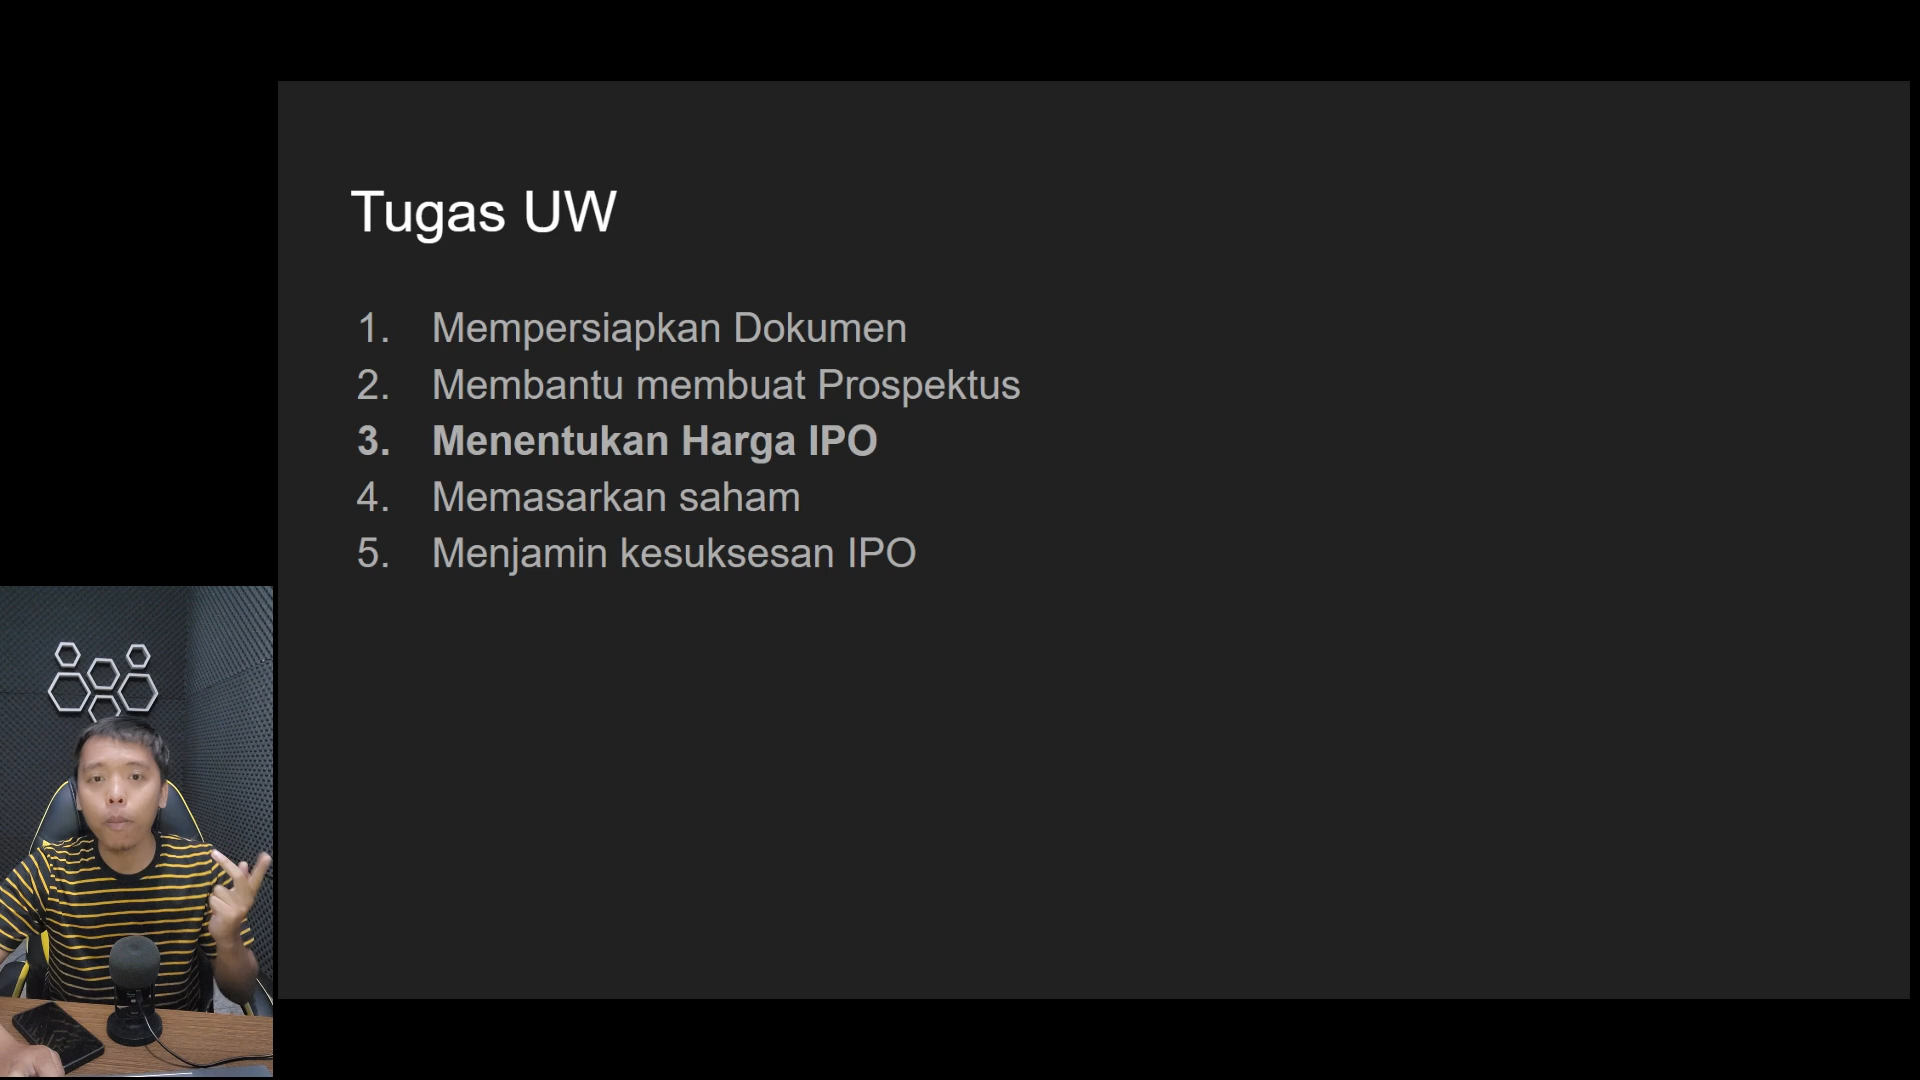 Tugas UW
1. Mempersiapkan Dokumen
2. Membantu membuat Prospektus
3. Menentukan Harga IPO
4. Memasarkan saham
5. Menjamin kesuksesan IPO